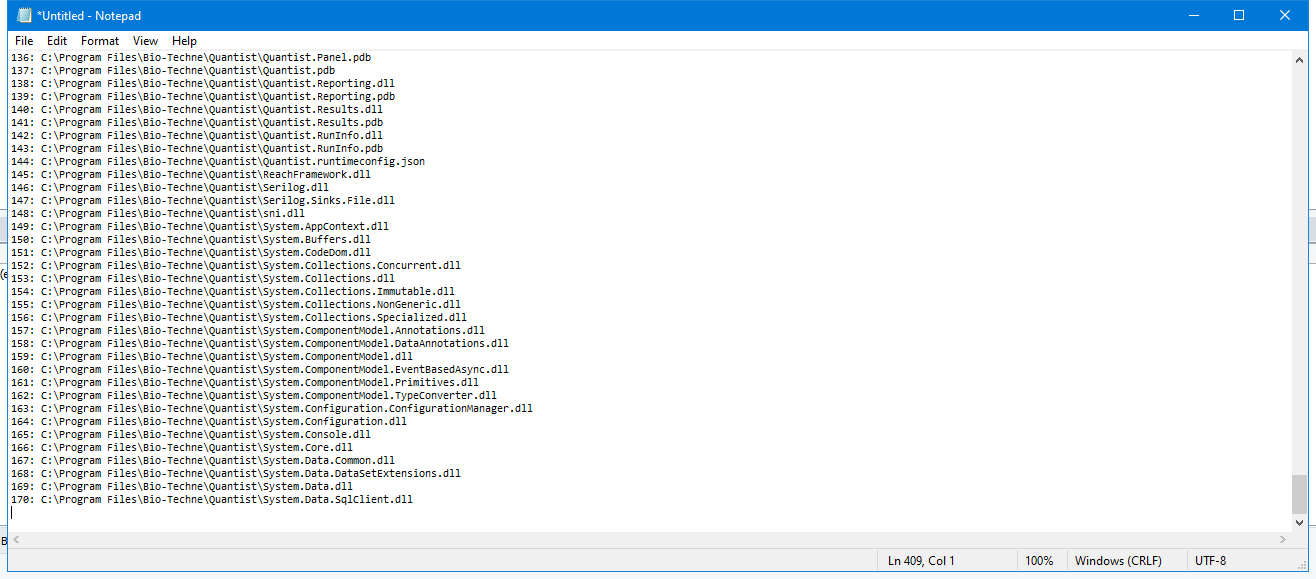 *Untitled - Notepad
File Edit Format View Help
136: C:\Program Files\Bio-Techne\Quantist\Quantist.Panel.pdb
137: C:\Program Files\Bio-Techne\Quantist\Quantist.pdb
138: C:\Program Files\Bio-Techne\Quantist\Quantist.Reporting.dll
139: C:\Program Files\Bio-Techne\Quantist\Quantist.Reporting.pdb
140: C:\Program Files\Bio-Techne\Quantist\Quantist.Results.dll
141: C:\Program Files\Bio-Techne\Quantist\Quantist.Results.pdb
142: C:\Program Files\Bio-Techne\Quantist\Quantist.RunInfo.dll
143: C:\Program Files\Bio-Techne\Quantist\Quantist.RunInfo.pdb
144: C:\Program Files\Bio-Techne\Quantist\Quantist.runtimeconfig.json
145: C:\Program Files\Bio-Techne\Quantist\ReachFramework.dll
146: C:\Program Files\Bio-Techne\Quantist\Serilog.dll
147: C:\Program Files\Bio-Techne\Quantist\Serilog.Sinks.File.dll
148: C:\Program Files\Bio-Techne\Quantist\sni.dll
149: C:\Program Files\Bio-Techne\Quantist\System.AppContext.dll
150: C:\Program Files\Bio-Techne\Quantist\System.Buffers.dll
151: C:\Program Files\Bio-Techne\Quantist\System.CodeDom.dll
152: C:\Program Files\Bio-Techne\Quantist\System.Collections.Concurrent.dll
153: C:\Program Files\Bio-Techne\Quantist\System.Collections.dll
154: C:\Program Files\Bio-Techne\Quantist\System.Collections.Immutable.dll
155: C:\Program Files\Bio-Techne\Quantist\System.Collections.NonGeneric.dll
156: C:\Program Files\Bio-Techne\Quantist\System.Collections.Specialized.dll
157: C:\Program Files\Bio-Techne\Quantist\System.ComponentModel.Annotations.dll
158: C:\Program Files\Bio-Techne\Quantist\System.ComponentModel.DataAnnotations.dll
159: C:\Program Files\Bio-Techne\Quantist\System.ComponentModel.dll
160: C:\Program Files\Bio-Techne\Quantist\System.ComponentModel.EventBasedAsync.dll
161: C:\Program Files\Bio-Techne\Quantist\System.ComponentModel.Primitives.dll
162: C:\Program Files\Bio-Techne\Quantist\System.ComponentModel.TypeConverter.dll
163: C:\Program Files\Bio-Techne\Quantist\System.Configuration.ConfigurationManager.dll
164: C:\Program Files\Bio-Techne\Quantist\System.Configuration.dll
165: C:\Program Files\Bio-Techne\Quantist\System.Console.dll
166: C:\Program Files\Bio-Techne\Quantist\System.Core.dll
167: C:\Program Files\Bio-Techne\Quantist\System.Data.Common.dll
168: C:\Program Files\Bio-Techne\Quantist\System.Data.DataSetExtensions.dll
169: C:\Program Files\Bio-Techne\Quantist\System.Data.dll
170: C:\Program Files\Bio-Techne\Quantist\System.Data.SqlClient.dll
Ln 409, Col 1 100% Windows (CRLF) UTF-8